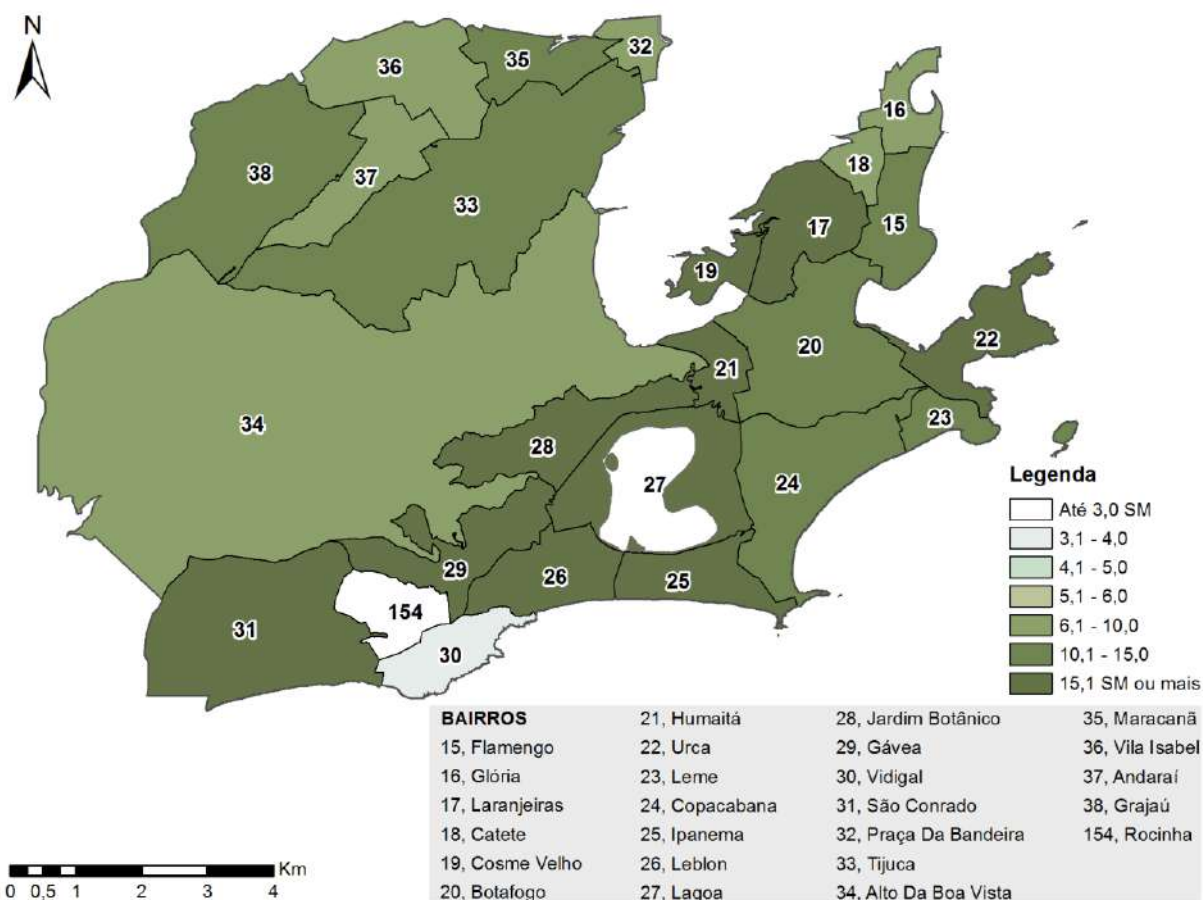 N
32
35
36
16
18
38
37
33
17
15
19
22
20
21
34
23
28
24
27
Legenda
Até 3,0 SM
3,1 - 4,0
4,1 - 5,0
5,1 - 6,0
6,1 - 10,0
10,1 - 15,0
15,1 SM ou mais
29
26
25
154
31
30
BAIRROS
15, Flamengo
16, Glória
17, Laranjeiras
18, Catete
19, Cosme Velho
20, Botafogo
21, Humaitá
22, Urca
23, Leme
24, Copacabana
25, Ipanema
26, Leblon
27, Lagoa
28, Jardim Botânico
29, Gávea
30, Vidigal
31, São Conrado
32, Praça Da Bandeira
33, Tijuca
34, Alto Da Boa Vista
35, Maracanã
36, Vila Isabel
37, Andaraí
38, Grajaú
154, Rocinha
Km
0 0,5 1 2 3 4